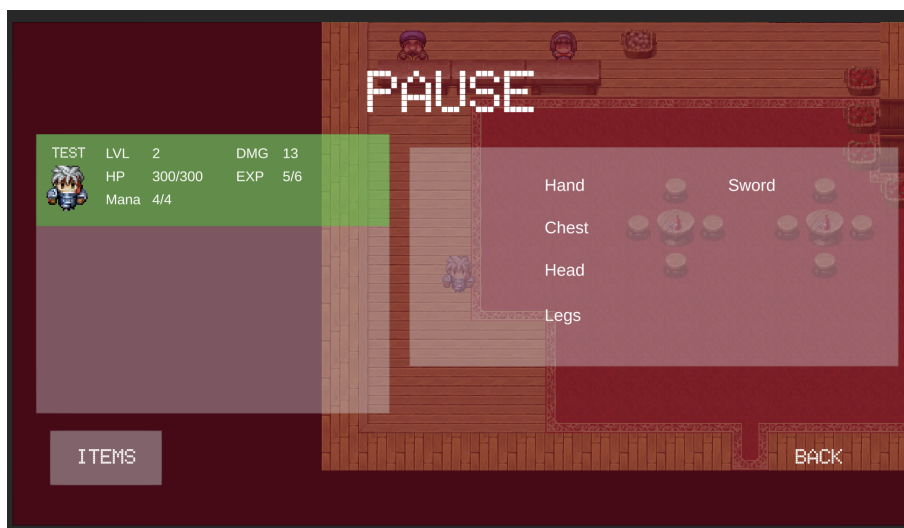 PAUSE
TEST LVL 2 DMG 13
HP 300/300 EXP 5/6
Mana 4/4
Hand Sword
Chest
Head
Legs
ITEMS
BACK